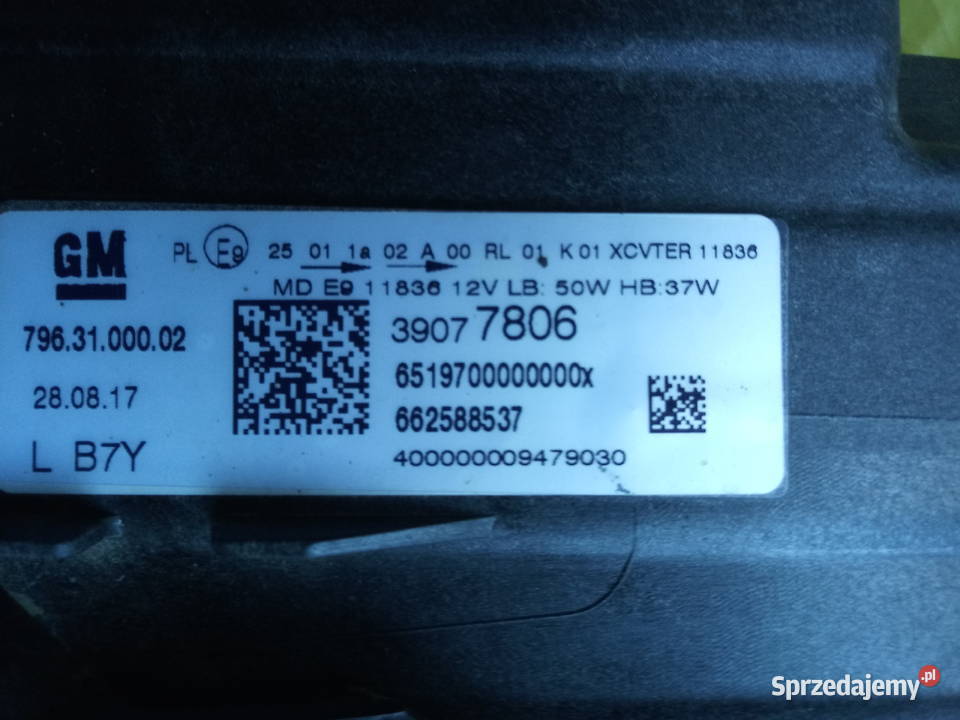 GM
PL E9 25 01 1a 02 A 00 RL 01 K 01 XCVTER 11836
MD E9 11836 12V LB: 50W HB:37W
796.31.000.02
39077806
6519700000000x
28.08.17
662588537
L B7Y
400000009479030
Sprzedajemy.pl